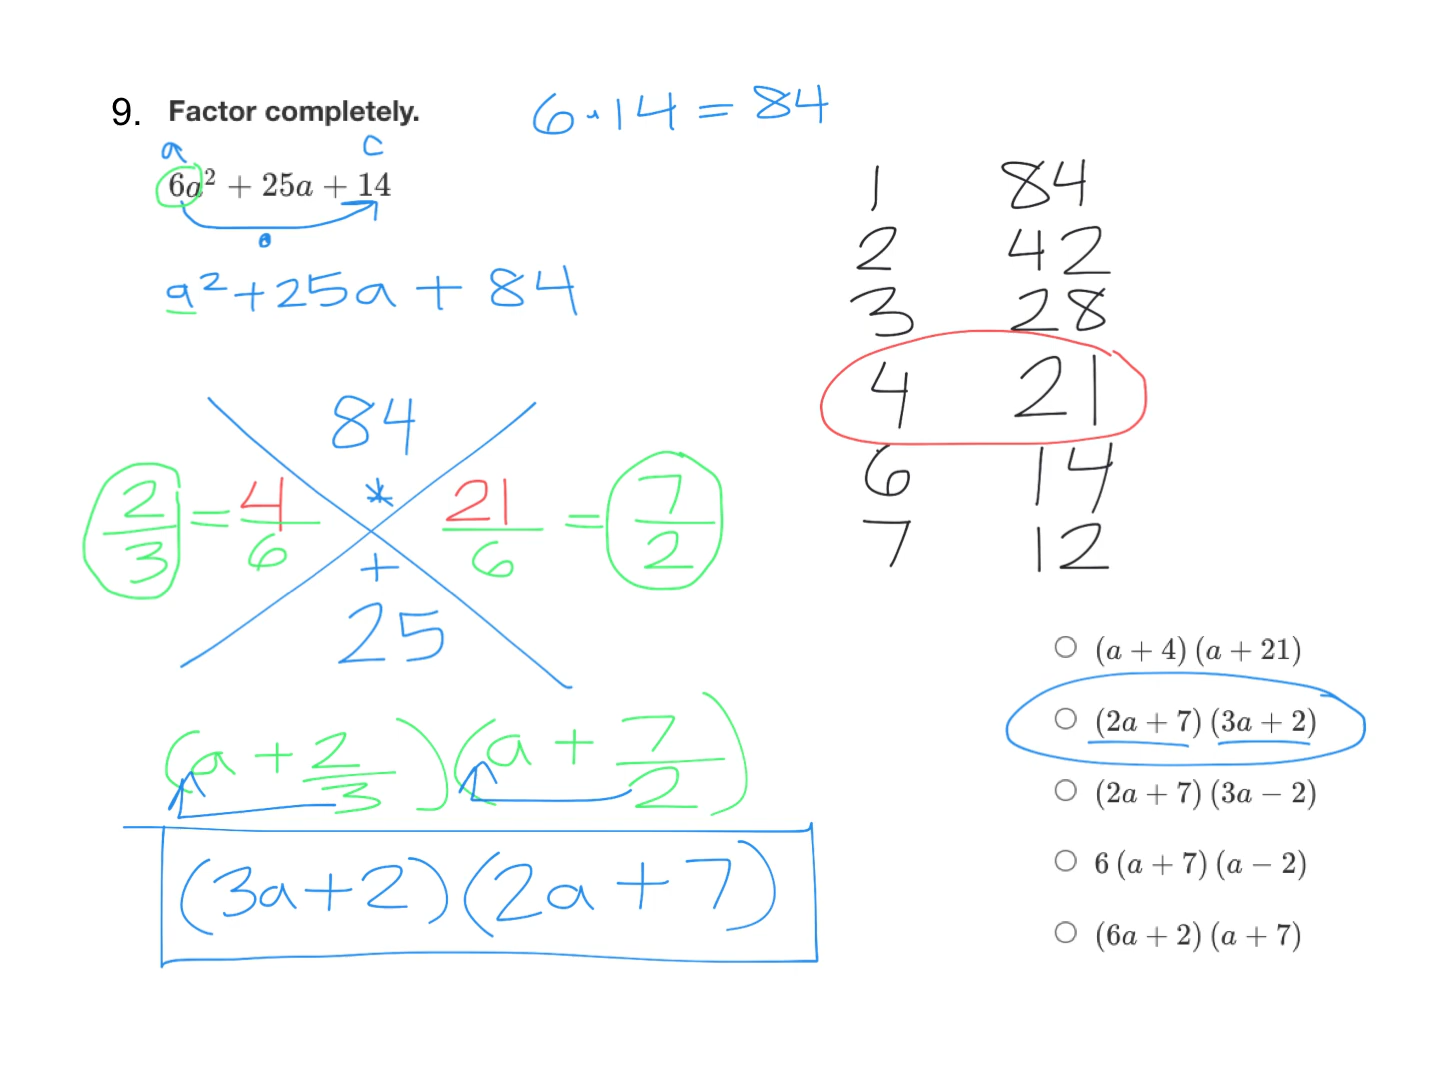 9. Factor completely.
6 · 14 = 84
a c
6a² + 25a + 14
a² + 25a + 84
1 84
2 42
3 28
4 21
6 14
7 12
84
*
2/3 = 4/6 21/6 = 7/2
+
25
(a + 2/3)(a + 7/2)
(3a + 2)(2a + 7)
(a + 4)(a + 21)
(2a + 7)(3a + 2)
(2a + 7)(3a − 2)
6(a + 7)(a − 2)
(6a + 2)(a + 7)